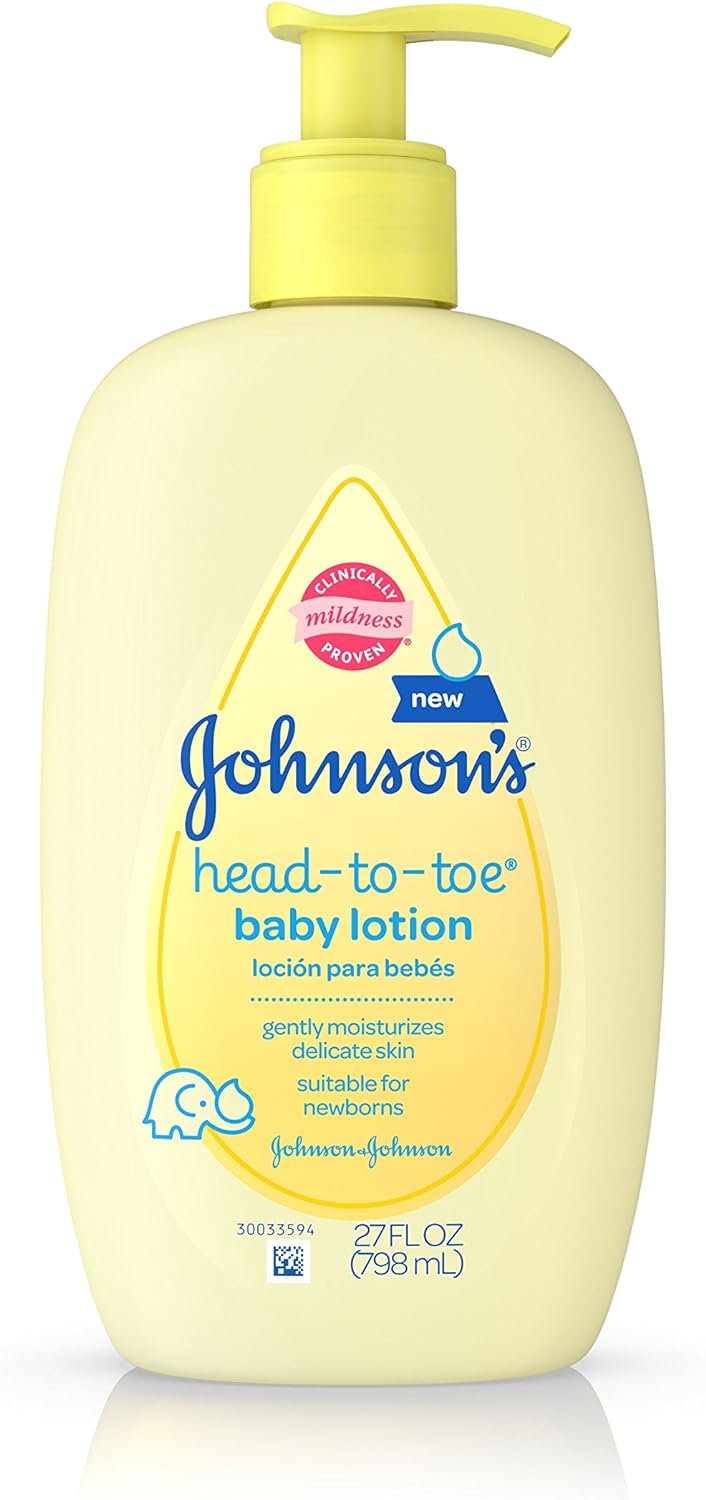 CLINICALLY
mildness®
PROVEN
new
Johnson's®
head-to-toe®
baby lotion
loción para bebés
gently moisturizes
delicate skin
suitable for
newborns
Johnson & Johnson
30033594
27 FL OZ
(798 mL)